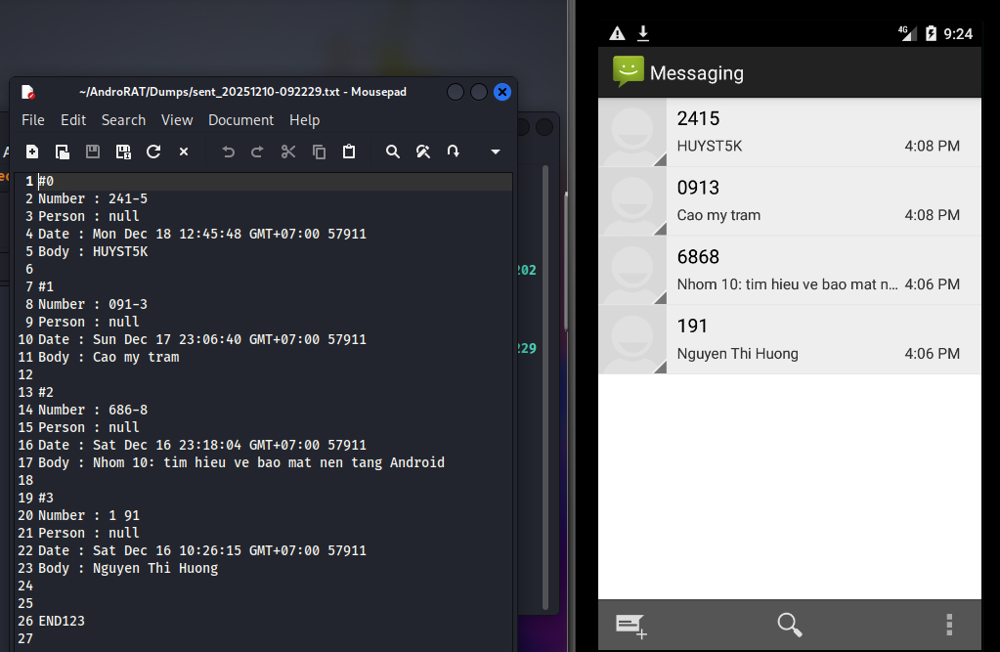 ~/AndroRAT/Dumps/sent_20251210-092229.txt - Mousepad
File Edit Search View Document Help
1 #0
2 Number : 241-5
3 Person : null
4 Date : Mon Dec 18 12:45:48 GMT+07:00 57911
5 Body : HUYST5K
6
7 #1
8 Number : 091-3
9 Person : null
10 Date : Sun Dec 17 23:06:40 GMT+07:00 57911
11 Body : Cao my tram
12
13 #2
14 Number : 686-8
15 Person : null
16 Date : Sat Dec 16 23:18:04 GMT+07:00 57911
17 Body : Nhom 10: tim hieu ve bao mat nen tang Android
18
19 #3
20 Number : 1 91
21 Person : null
22 Date : Sat Dec 16 10:26:15 GMT+07:00 57911
23 Body : Nguyen Thi Huong
24
25
26 END123
27
202
229
4G 9:24
Messaging
2415
HUYST5K 4:08 PM
0913
Cao my tram 4:08 PM
6868
Nhom 10: tim hieu ve bao mat n... 4:06 PM
191
Nguyen Thi Huong 4:06 PM